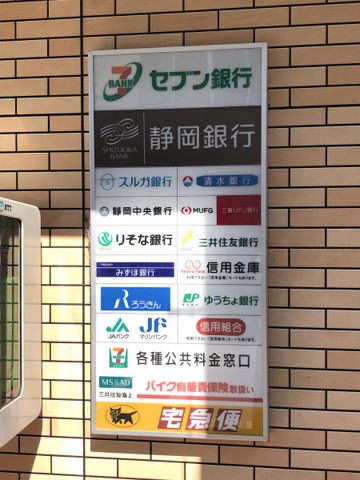 7
BANK
セブン銀行
SHIZUOKA
BANK
静岡銀行
スルガ銀行
清水銀行
静岡中央銀行
MUFG 三菱UFJ銀行
りそな銀行
三井住友銀行
みずほ銀行
信用金庫
ろうきん
JP
ゆうちょ銀行
JA
JAバンク
JF
マリンバンク
信用組合
各種公共料金窓口
MS&AD
三井住友海上
バイク自賠責保険取扱い
宅急便
NTT